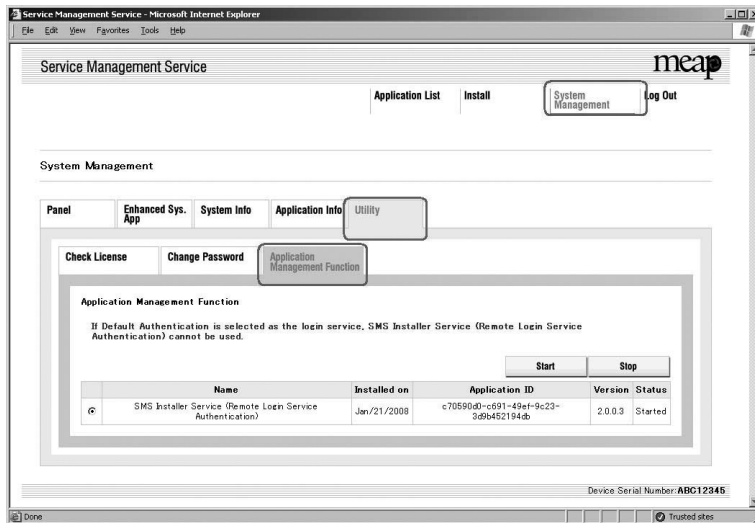 Service Management Service - Microsoft Internet Explorer
File Edit View Favorites Tools Help
Service Management Service
meap
Application List Install System Management Log Out
System Management
Panel Enhanced Sys. App System Info Application Info Utility
Check License Change Password Application Management Function
Application Management Function
If Default Authentication is selected as the login service, SMS Installer Service (Remote Login Service
Authentication) cannot be used.
Start Stop
Name Installed on Application ID Version Status
SMS Installer Service (Remote Login Service Authentication) Jan/21/2008 c70590d0-c691-49ef-9c23-3d9b452194db 2.0.0.3 Started
Device Serial Number:ABC12345
Done Trusted sites